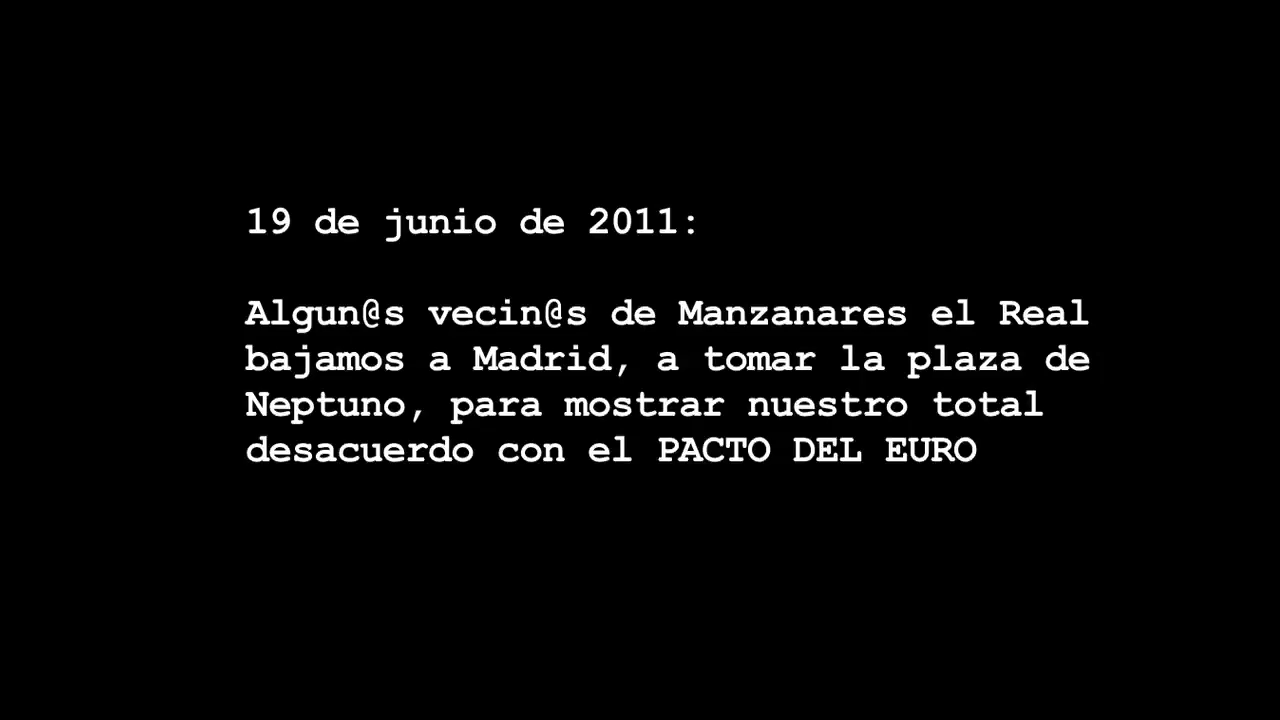 19 de junio de 2011:
Algun@s vecin@s de Manzanares el Real
bajamos a Madrid, a tomar la plaza de
Neptuno, para mostrar nuestro total
desacuerdo con el PACTO DEL EURO